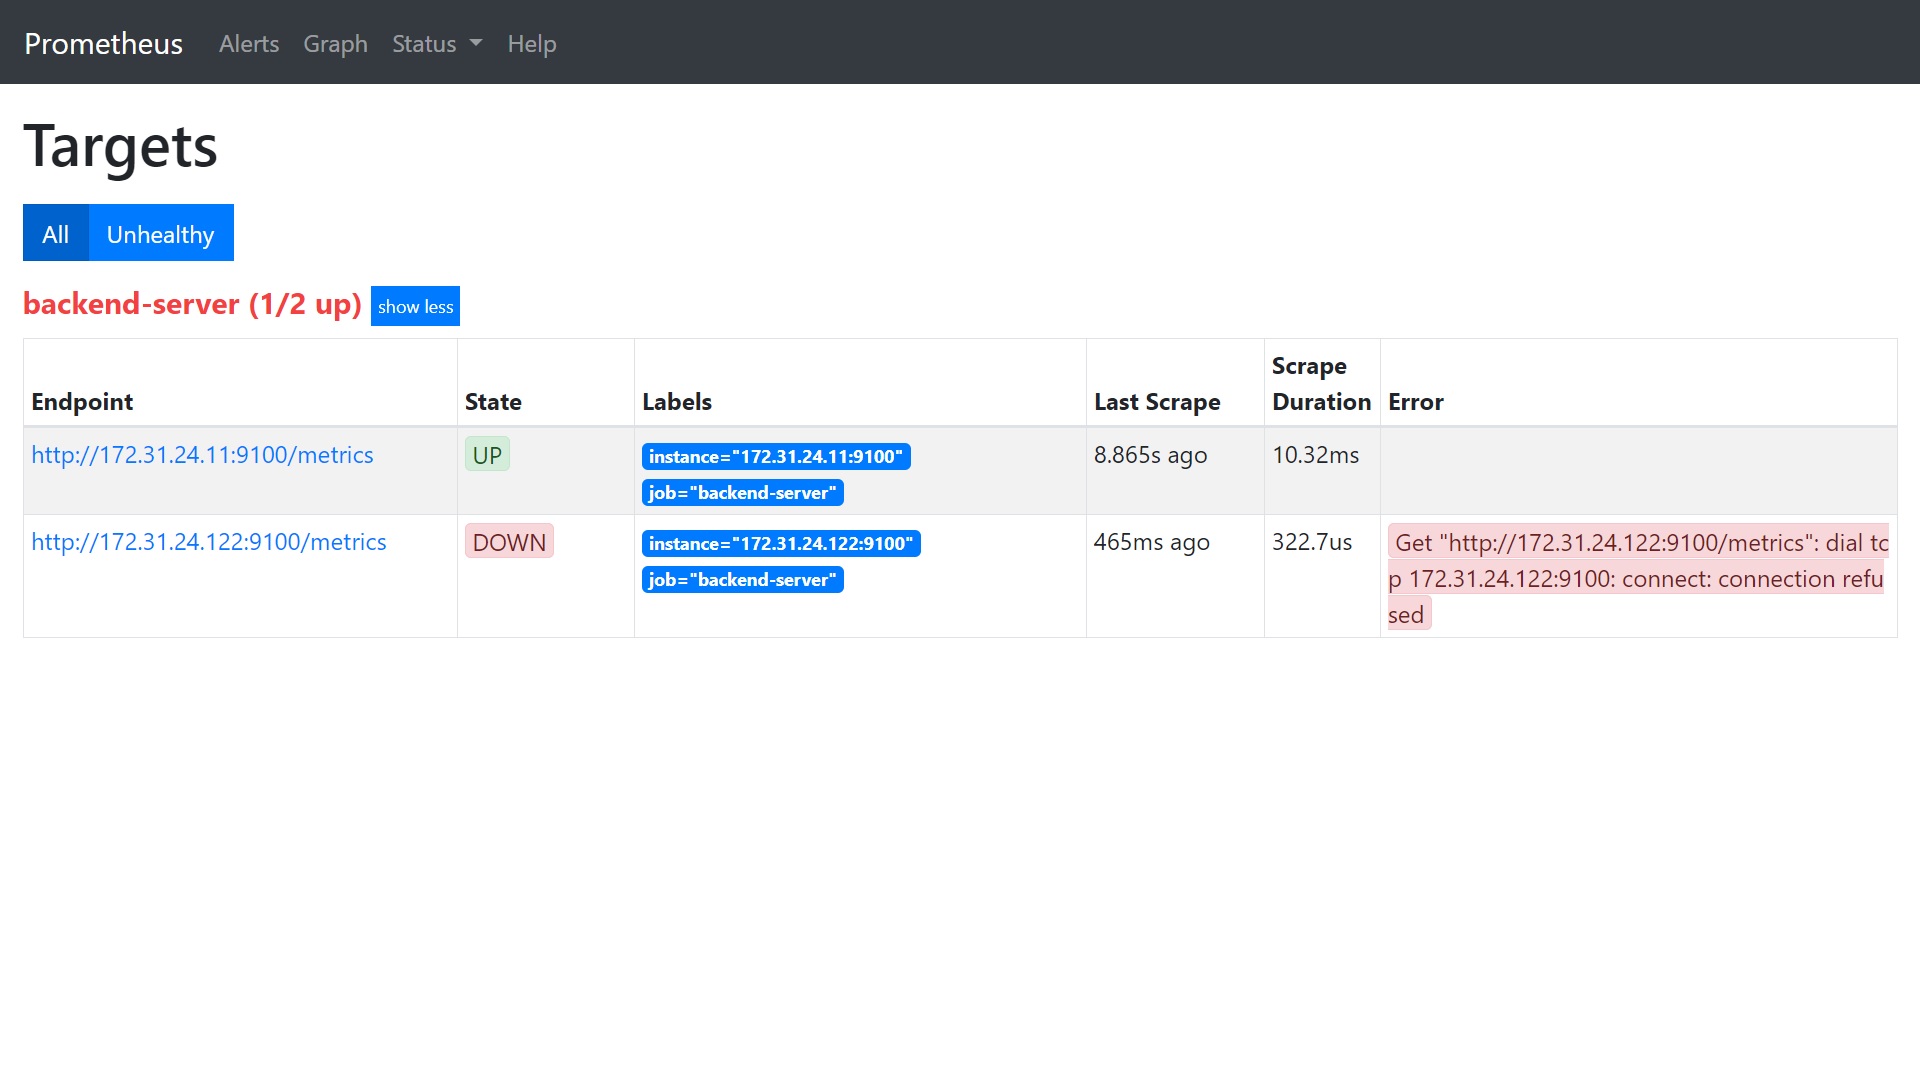 Prometheus Alerts Graph Status Help
Targets
All Unhealthy
backend-server (1/2 up) show less
Endpoint State Labels Last Scrape Scrape Duration Error
http://172.31.24.11:9100/metrics UP instance="172.31.24.11:9100" 8.865s ago 10.32ms
job="backend-server"
http://172.31.24.122:9100/metrics DOWN instance="172.31.24.122:9100" 465ms ago 322.7us Get "http://172.31.24.122:9100/metrics": dial tc
job="backend-server" p 172.31.24.122:9100: connect: connection refu
sed